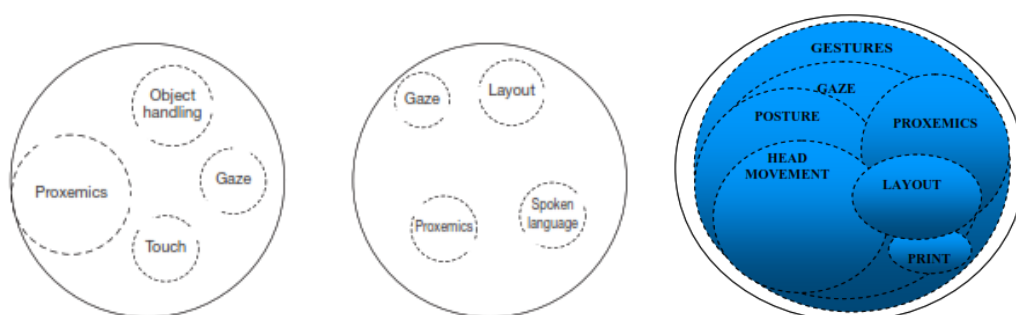 Object
handling
Proxemics
Gaze
Touch
Gaze
Layout
Proxemics
Spoken
language
GESTURES
GAZE
POSTURE
PROXEMICS
HEAD
MOVEMENT
LAYOUT
PRINT